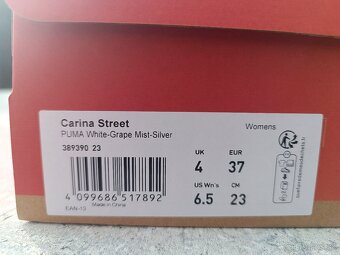 Carina Street
PUMA White-Grape Mist-Silver
Womens
389390 23
4 099686 517892
EAN-13
Made in China
UK
EUR
4
37
US Wn's
CM
6.5
23